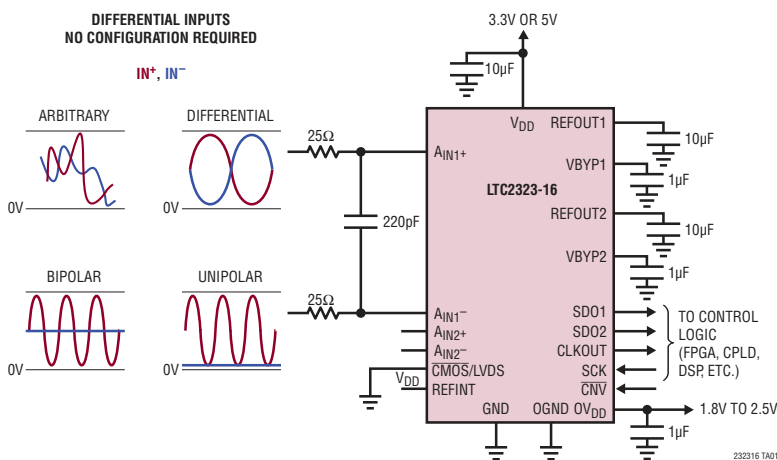 DIFFERENTIAL INPUTS
NO CONFIGURATION REQUIRED
IN⁺, IN⁻
ARBITRARY
DIFFERENTIAL
0V
0V
BIPOLAR
UNIPOLAR
0V
0V
25Ω
220pF
25Ω
3.3V OR 5V
10µF
VDD
REFOUT1
10µF
AIN1+
VBYP1
1µF
LTC2323-16
REFOUT2
10µF
VBYP2
1µF
AIN1⁻
SDO1
TO CONTROL
LOGIC
(FPGA, CPLD,
DSP, ETC.)
AIN2+
SDO2
AIN2⁻
CLKOUT
CMOS/LVDS
SCK
VDD
REFINT
CNV
GND
OGND
OVDD
1.8V TO 2.5V
1µF
232316 TA01